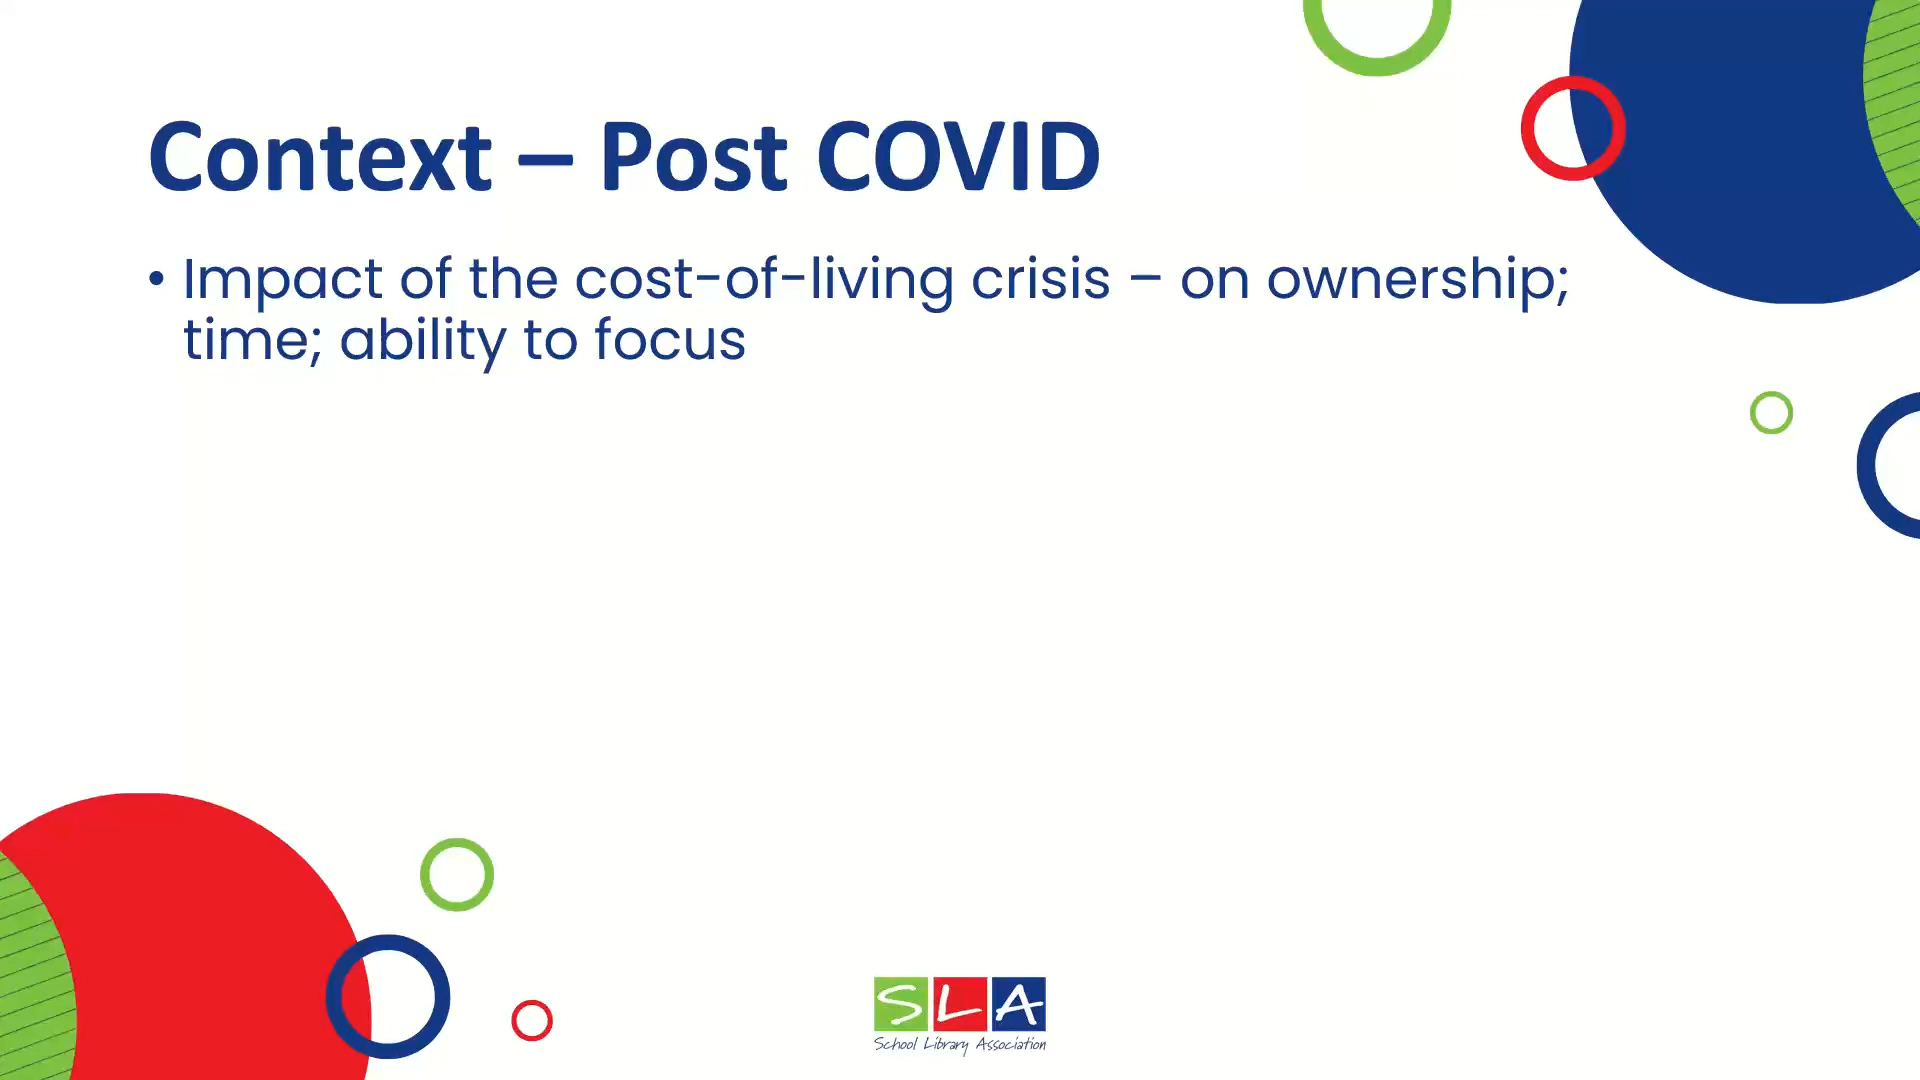 Context – Post COVID
• Impact of the cost-of-living crisis – on ownership;
time; ability to focus
SLA
School Library Association